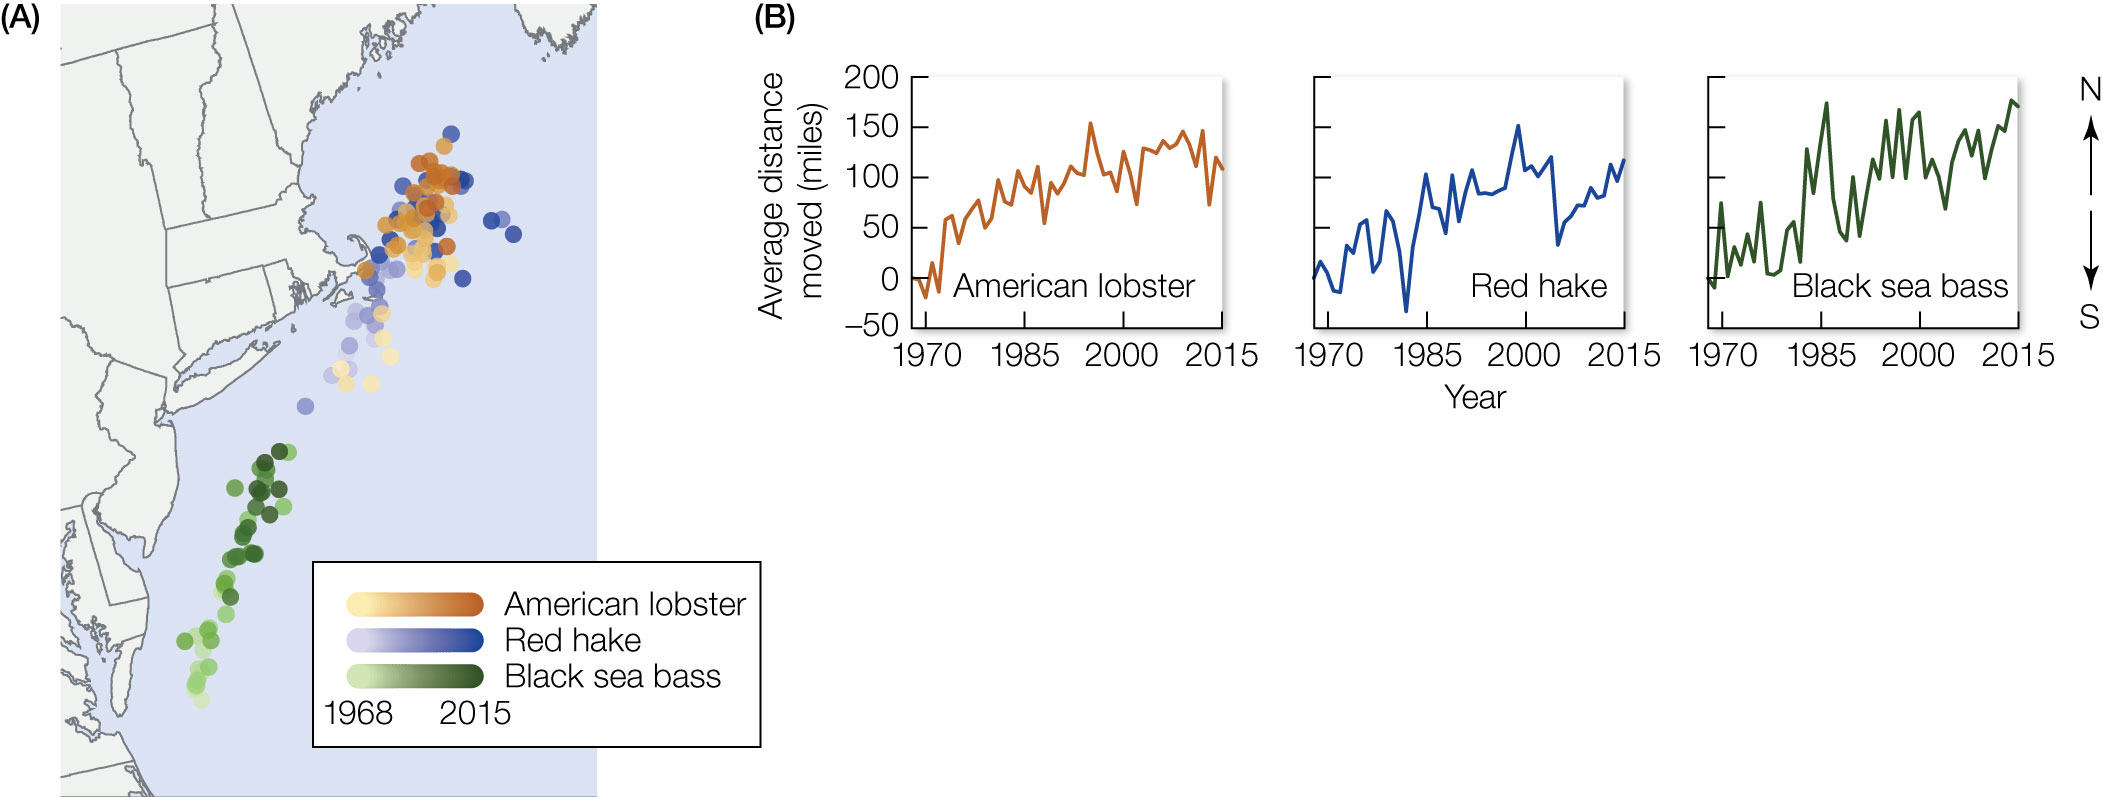 (A)
American lobster
Red hake
Black sea bass
1968 2015
(B)
Average distance
moved (miles)
200
150
100
50
0
−50
American lobster
1970 1985 2000 2015
Red hake
1970 1985 2000 2015
Black sea bass
1970 1985 2000 2015
Year
N
S